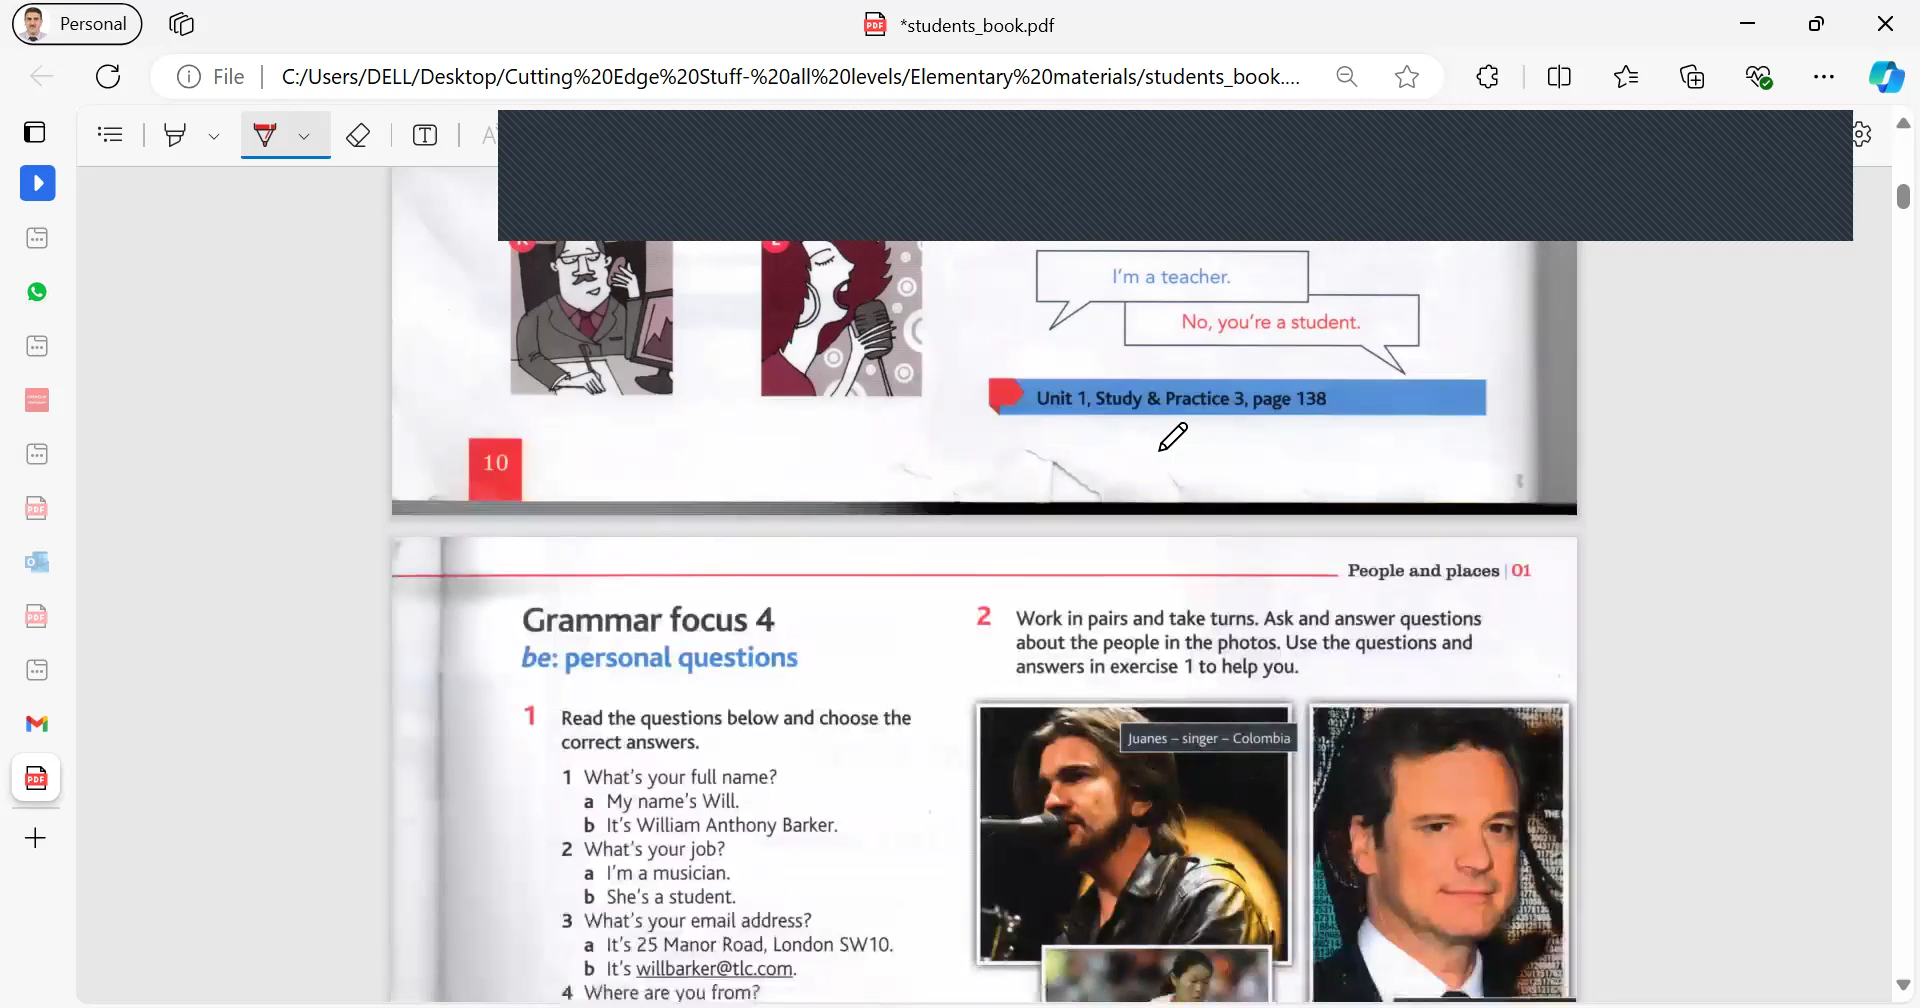 Personal
*students_book.pdf
File
C:/Users/DELL/Desktop/Cutting%20Edge%20Stuff-%20all%20levels/Elementary%20materials/students_book....
I'm a teacher.
No, you're a student.
Unit 1, Study & Practice 3, page 138
10
People and places | 01
Grammar focus 4
be: personal questions
1 Read the questions below and choose the
correct answers.
1 What's your full name?
a My name's Will.
b It's William Anthony Barker.
2 What's your job?
a I'm a musician.
b She's a student.
3 What's your email address?
a It's 25 Manor Road, London SW10.
b It's willbarker@tlc.com.
4 Where are you from?
2 Work in pairs and take turns. Ask and answer questions
about the people in the photos. Use the questions and
answers in exercise 1 to help you.
Juanes – singer – Colombia